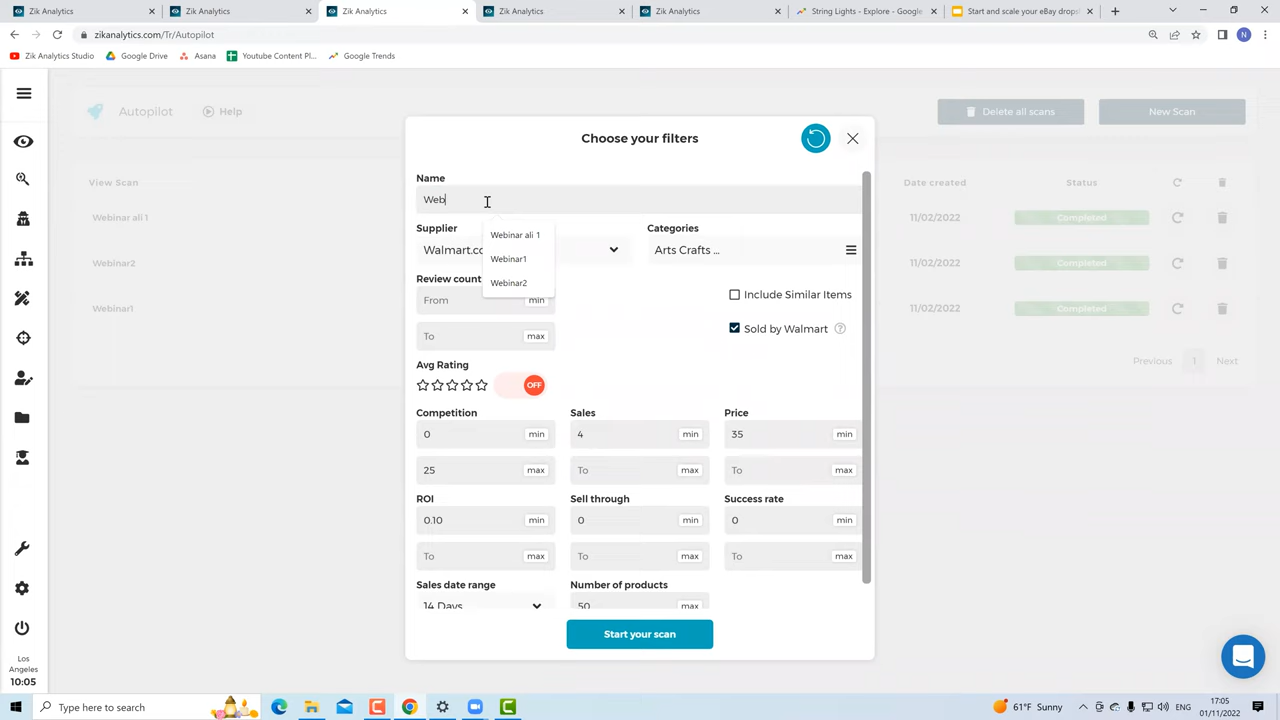 Zik Analytics
Zik Analytics
Zik Analytics
Zik Analytics
Zik Analytics
String Lights - Explore - Google
Start and scale your eBay drops
zikanalytics.com/Tr/Autopilot
Zik Analytics Studio
Google Drive
Asana
Youtube Content Pl...
Google Trends
Autopilot
Help
Delete all scans
New Scan
Choose your filters
View Scan
Date created
Status
Name
Web
Webinar ali 1
11/02/2022
Completed
Supplier
Categories
Webinar ali 1
Walmart.co
Arts Crafts ...
Webinar1
Webinar2
11/02/2022
Completed
Review count
Webinar2
From
min
Include Similar Items
Webinar1
11/02/2022
Completed
To
max
Sold by Walmart
Previous
1
Next
Avg Rating
OFF
Competition
Sales
Price
0 min
4 min
35 min
25 max
To max
To max
ROI
Sell through
Success rate
0.10 min
0 min
0 min
To max
To max
To max
Sales date range
Number of products
14 Days
50 max
Start your scan
Los
Angeles
10:05
Type here to search
61°F Sunny
ENG
17:05
01/11/2022
N